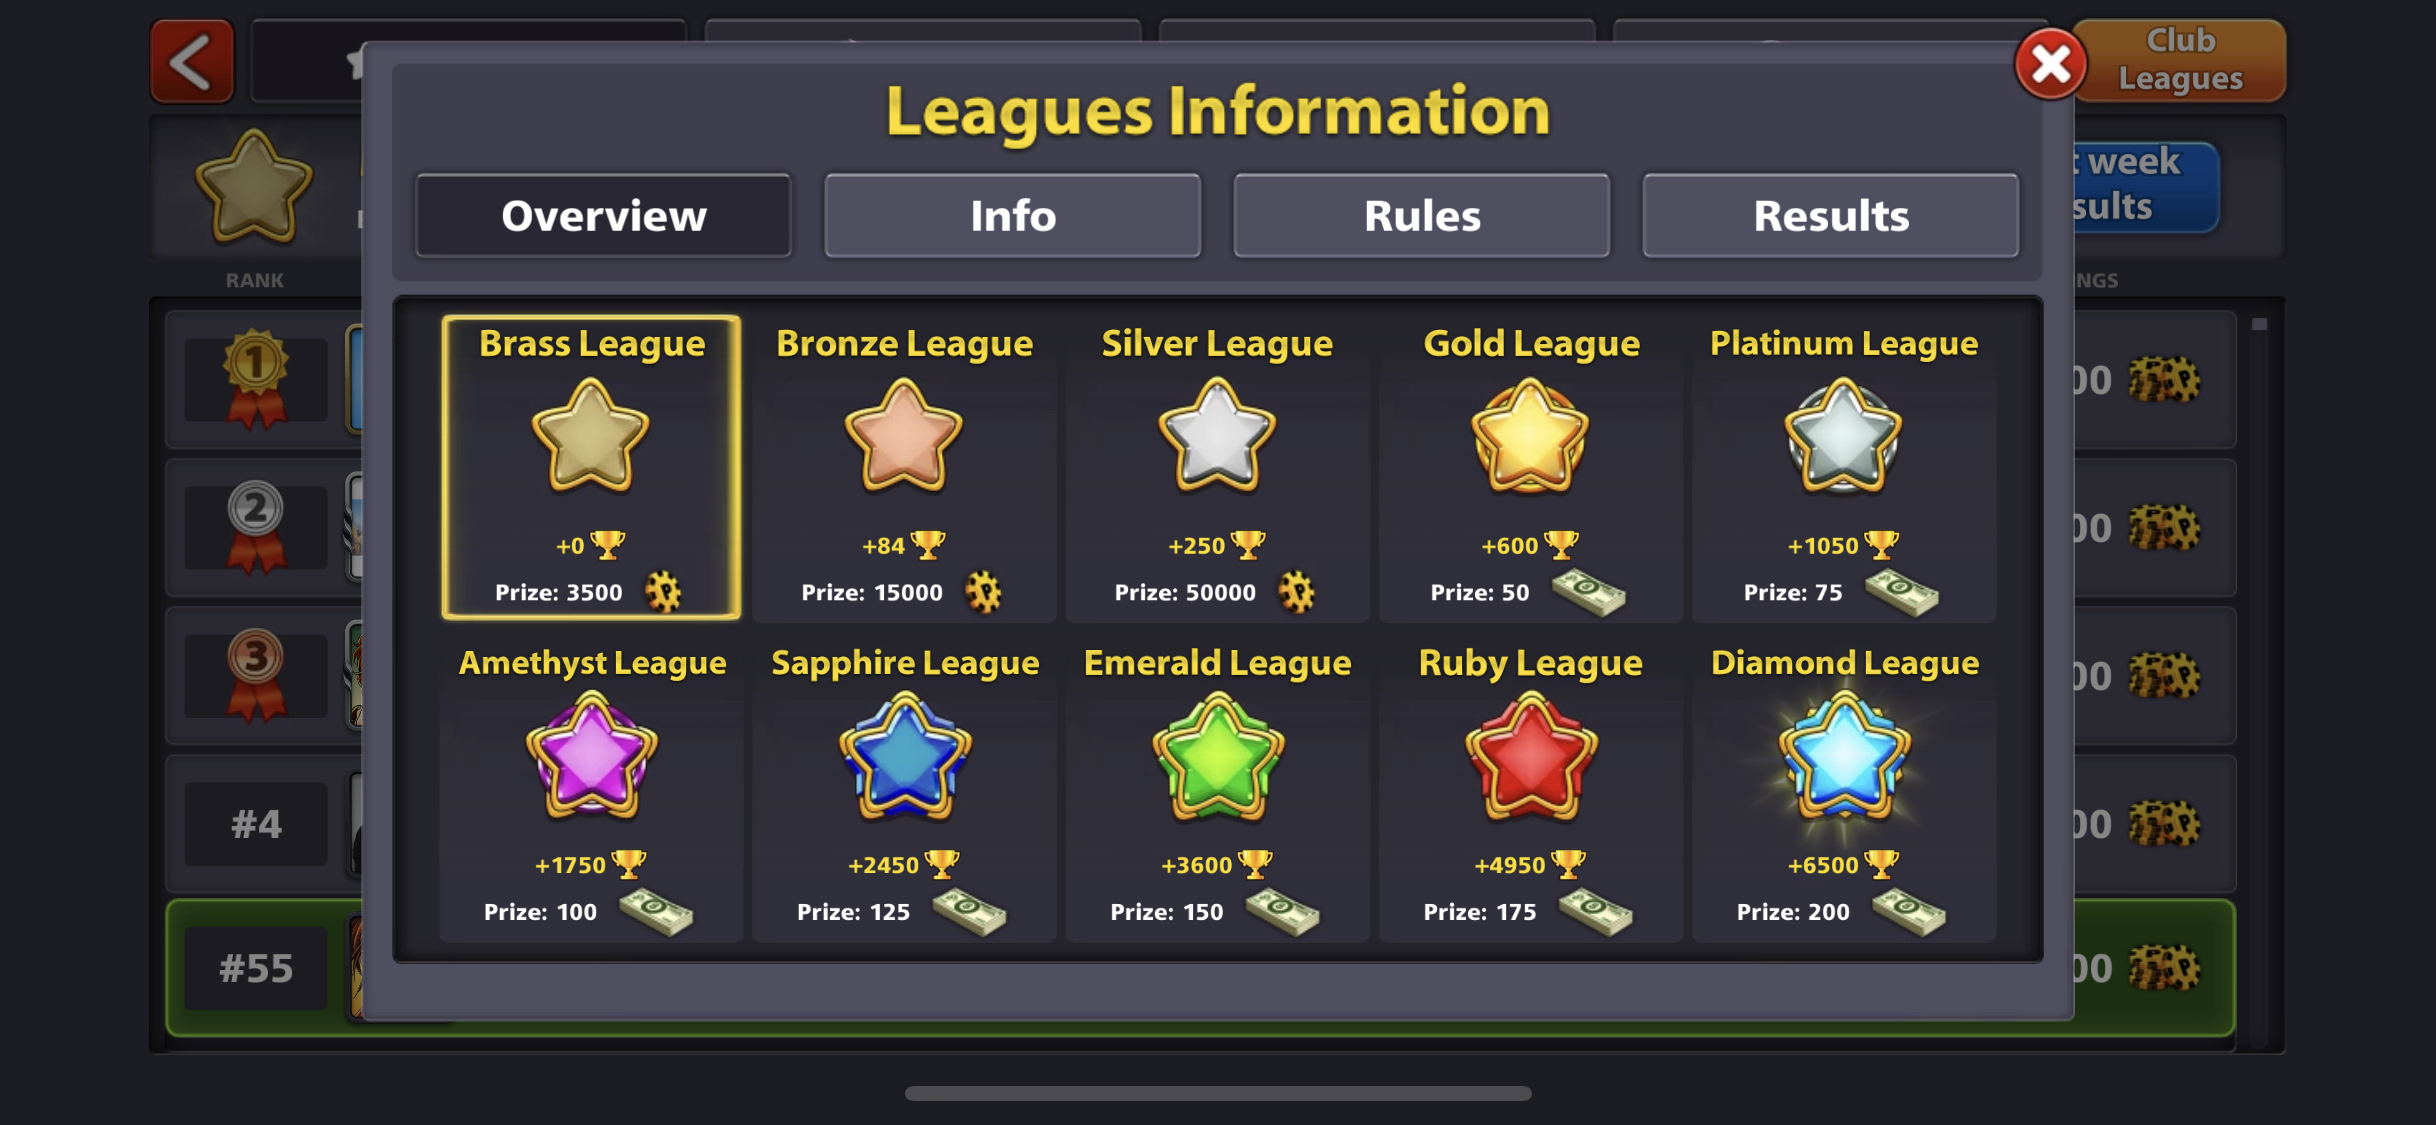 Club
Leagues
Leagues Information
Overview
Info
Rules
Results
week
RANK
1
2
3
#4
#55
Brass League
+0
Prize: 3500
Bronze League
+84
Prize: 15000
Silver League
+250
Prize: 50000
Gold League
+600
Prize: 50
Platinum League
+1050
Prize: 75
Amethyst League
+1750
Prize: 100
Sapphire League
+2450
Prize: 125
Emerald League
+3600
Prize: 150
Ruby League
+4950
Prize: 175
Diamond League
+6500
Prize: 200